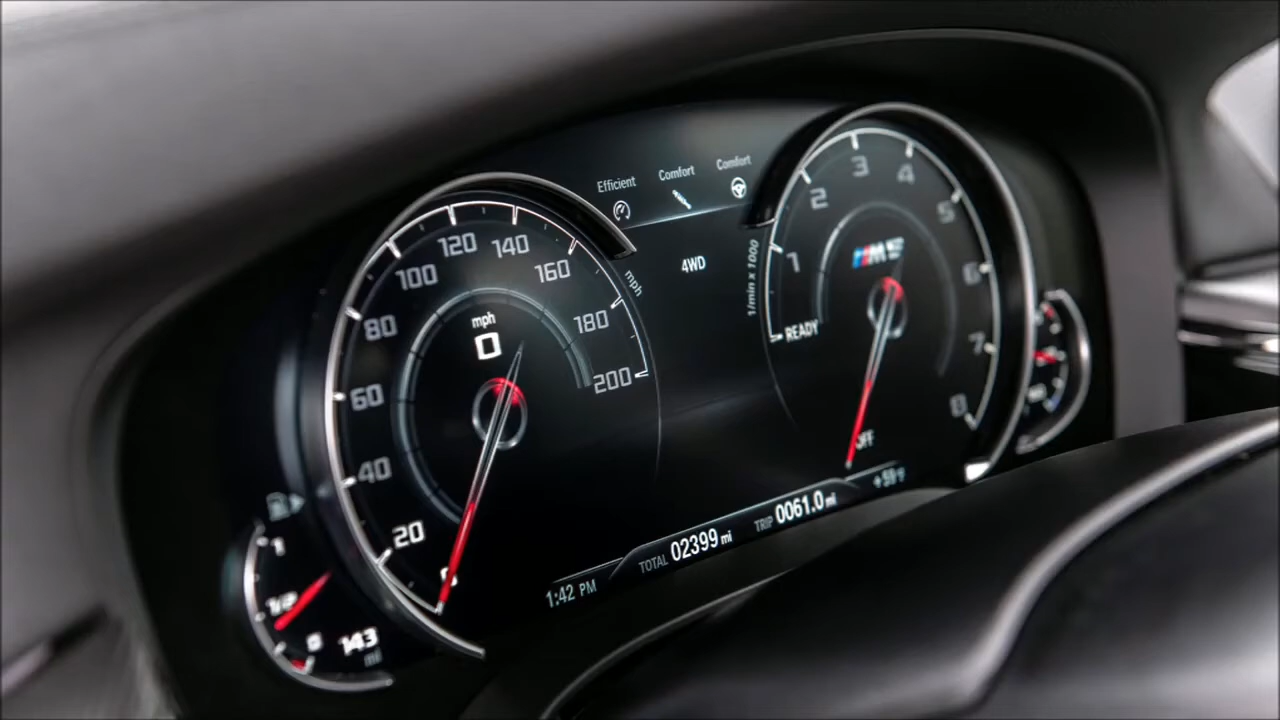 Efficient
Comfort
Comfort
4WD
mph
0
0
20
40
60
80
100
120
140
160
180
200
mph
1/min x 1000
OFF
READY
1
2
3
4
5
6
7
8
M5
1
1/2
0
143 mi
1:42 PM
TOTAL 02399 mi
TRIP 0061.0 mi
+59°F